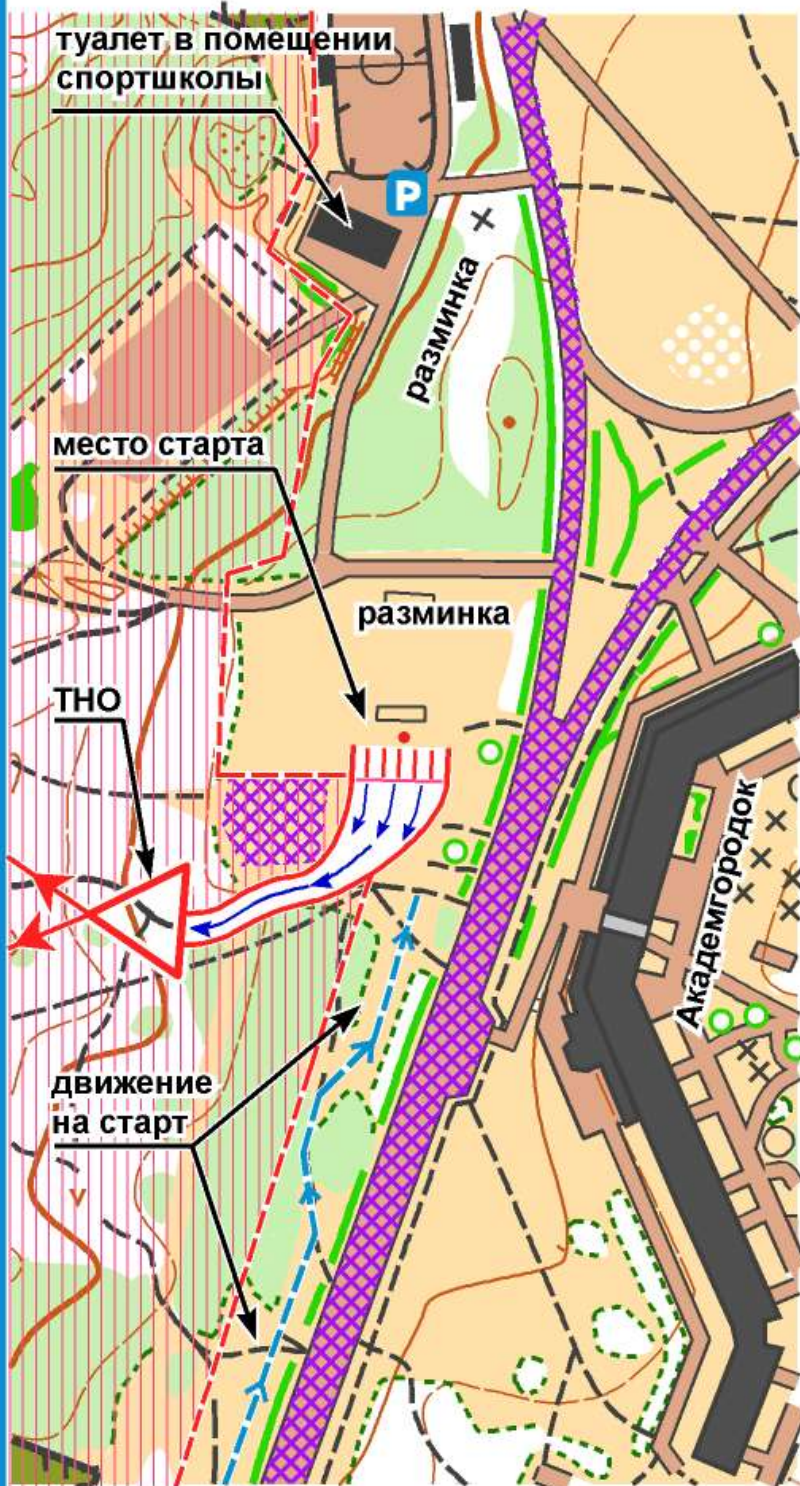 туалет в помещении
спортшколы
P
разминка
место старта
разминка
ТНО
Академгородок
движение
на старт